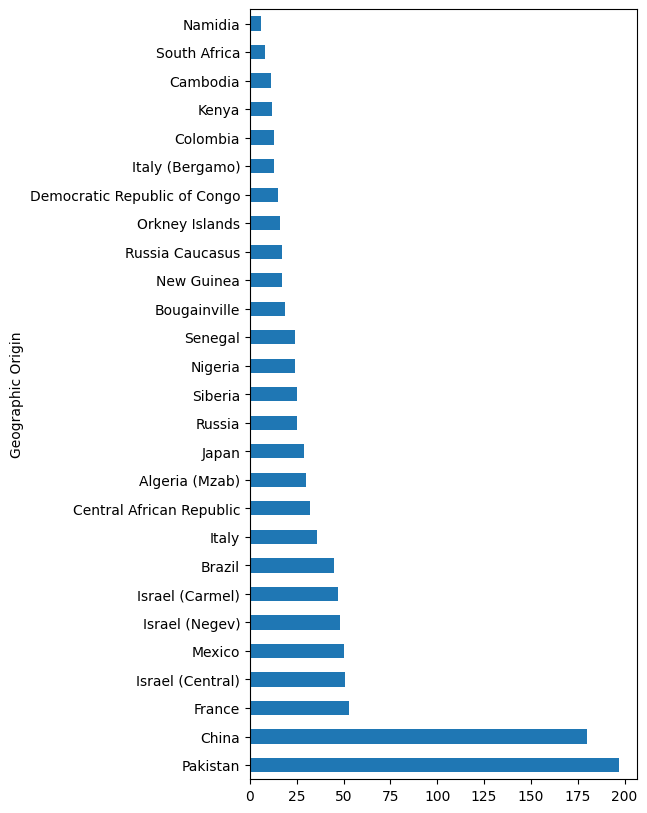 Geographic Origin
Namidia
South Africa
Cambodia
Kenya
Colombia
Italy (Bergamo)
Democratic Republic of Congo
Orkney Islands
Russia Caucasus
New Guinea
Bougainville
Senegal
Nigeria
Siberia
Russia
Japan
Algeria (Mzab)
Central African Republic
Italy
Brazil
Israel (Carmel)
Israel (Negev)
Mexico
Israel (Central)
France
China
Pakistan
0 25 50 75 100 125 150 175 200